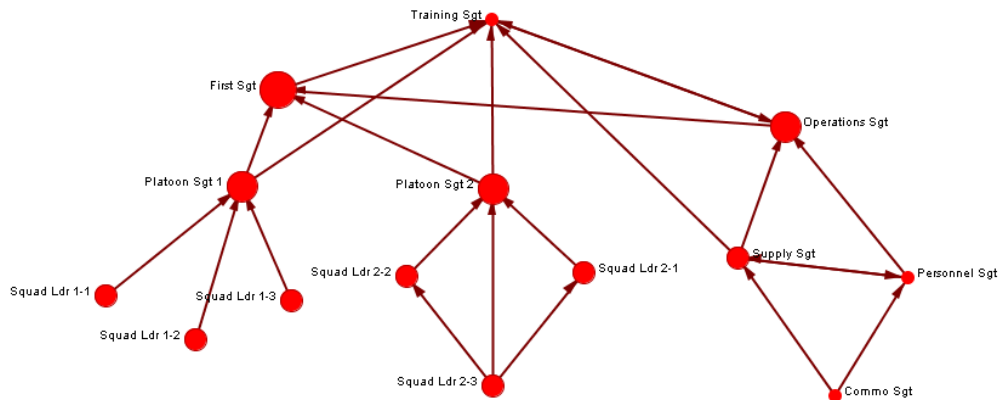 Training Sgt
First Sgt
Operations Sgt
Platoon Sgt 1
Platoon Sgt 2
Supply Sgt
Squad Ldr 2-2
Squad Ldr 2-1
Personnel Sgt
Squad Ldr 1-1
Squad Ldr 1-3
Squad Ldr 1-2
Squad Ldr 2-3
Commo Sgt